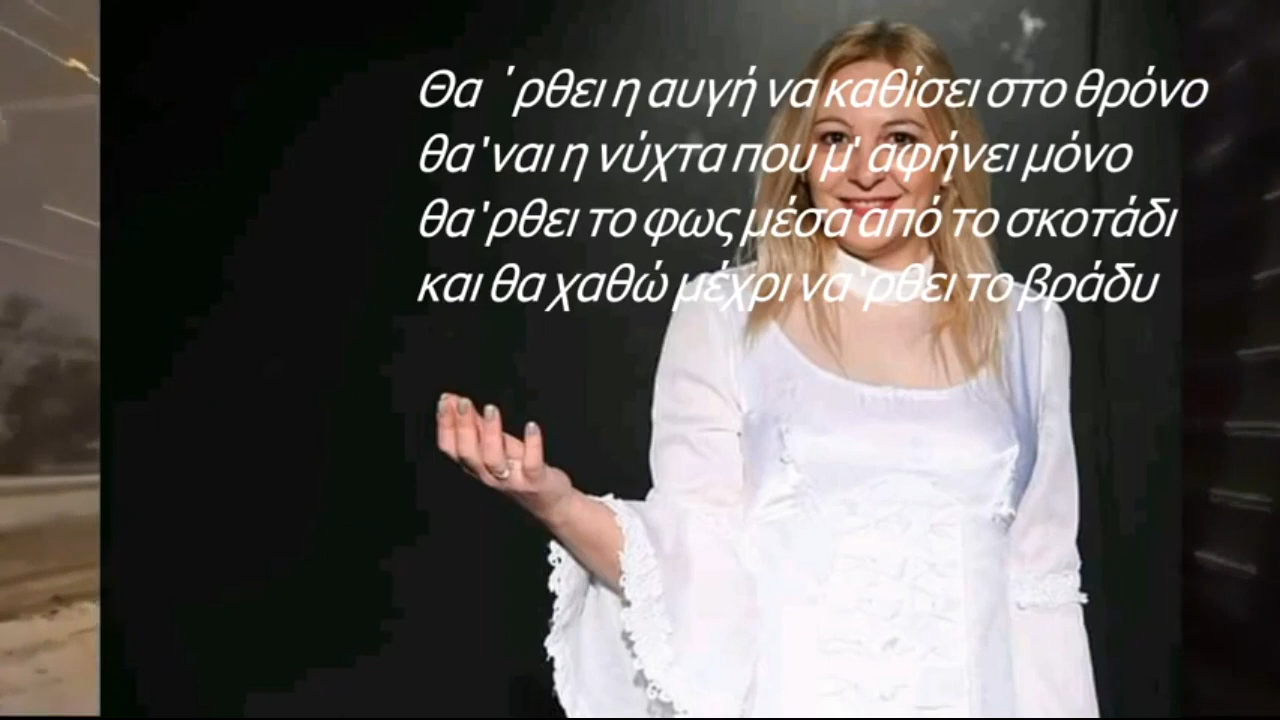 Θα ΄ρθει η αυγή να καθίσει στο θρόνο
θα'ναι η νύχτα που μ' αφήνει μόνο
θα'ρθει το φως μέσα από το σκοτάδι
και θα χαθώ μέχρι να'ρθει το βράδυ